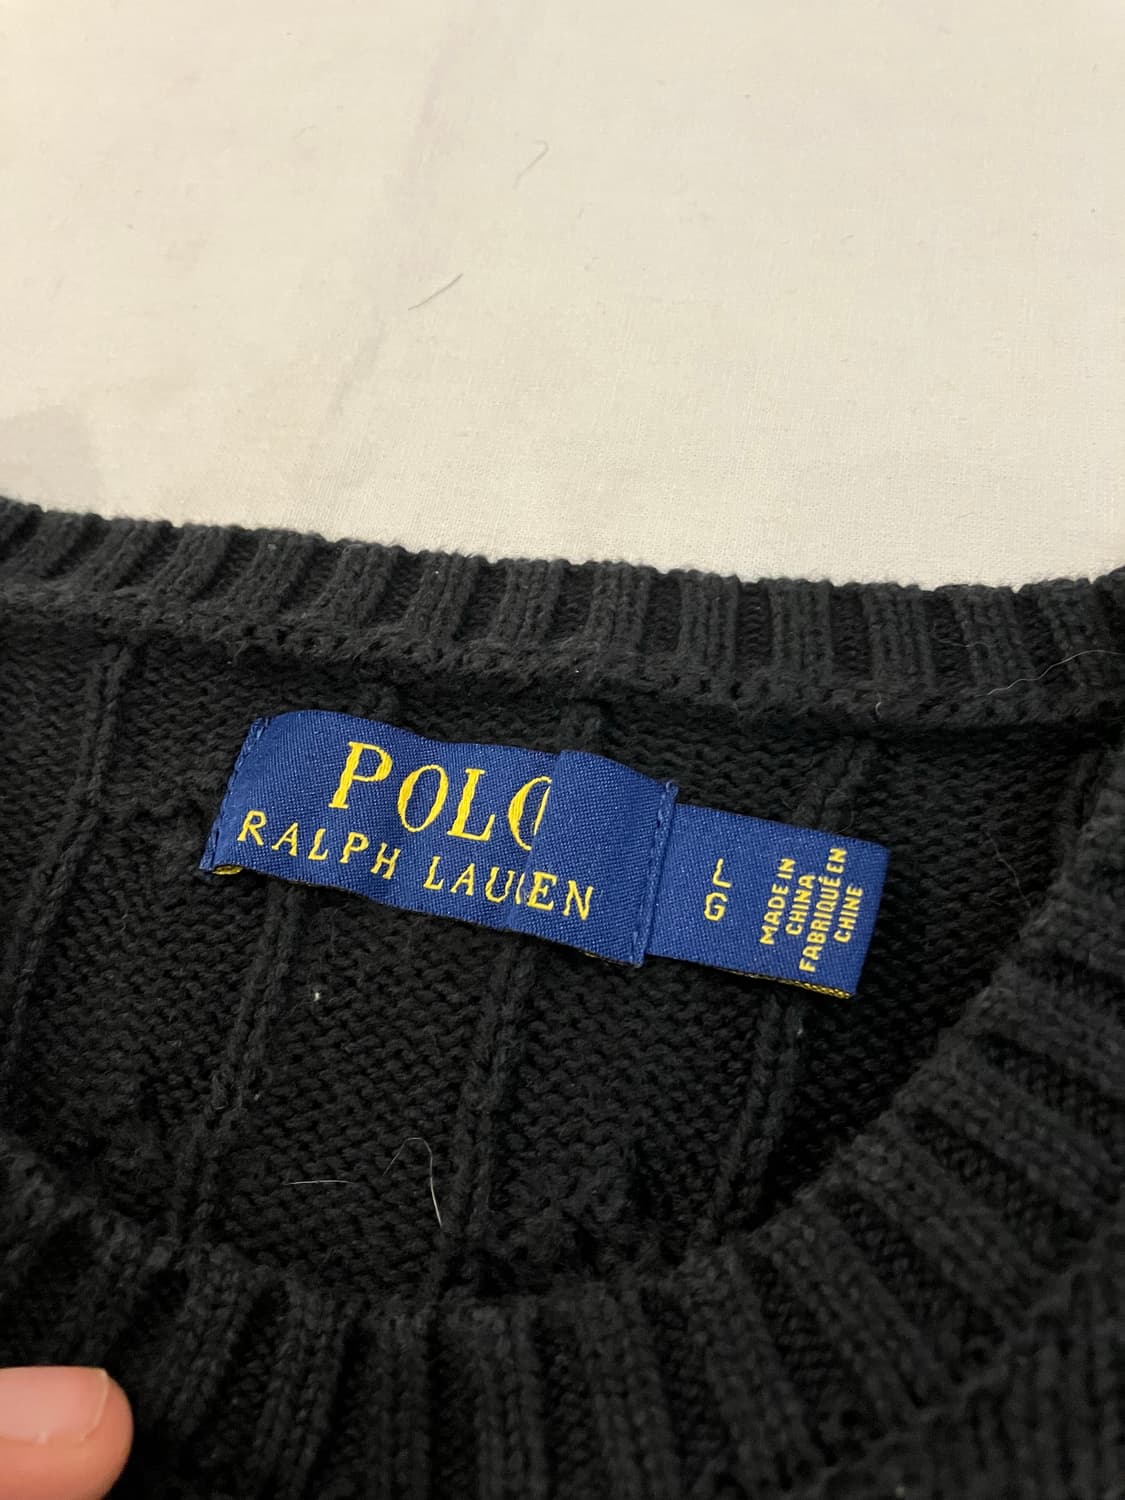 POLO
RALPH LAUREN
L
G
MADE IN
CHINA
FABRIQUÉ EN
CHINE